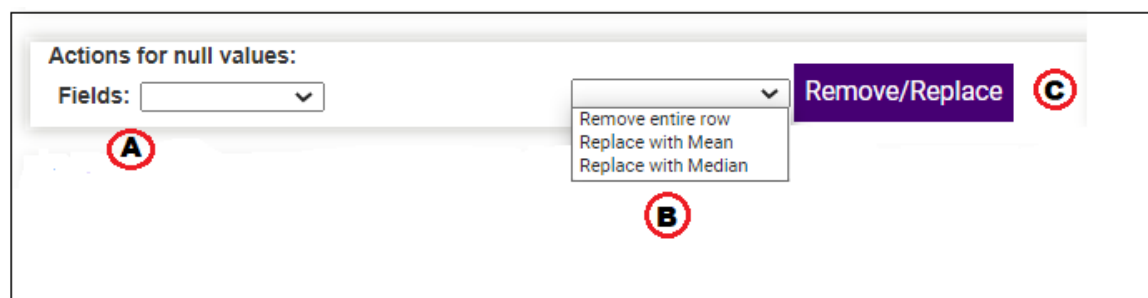 Actions for null values:
Fields:
Remove/Replace
C
Remove entire row
Replace with Mean
Replace with Median
A
B